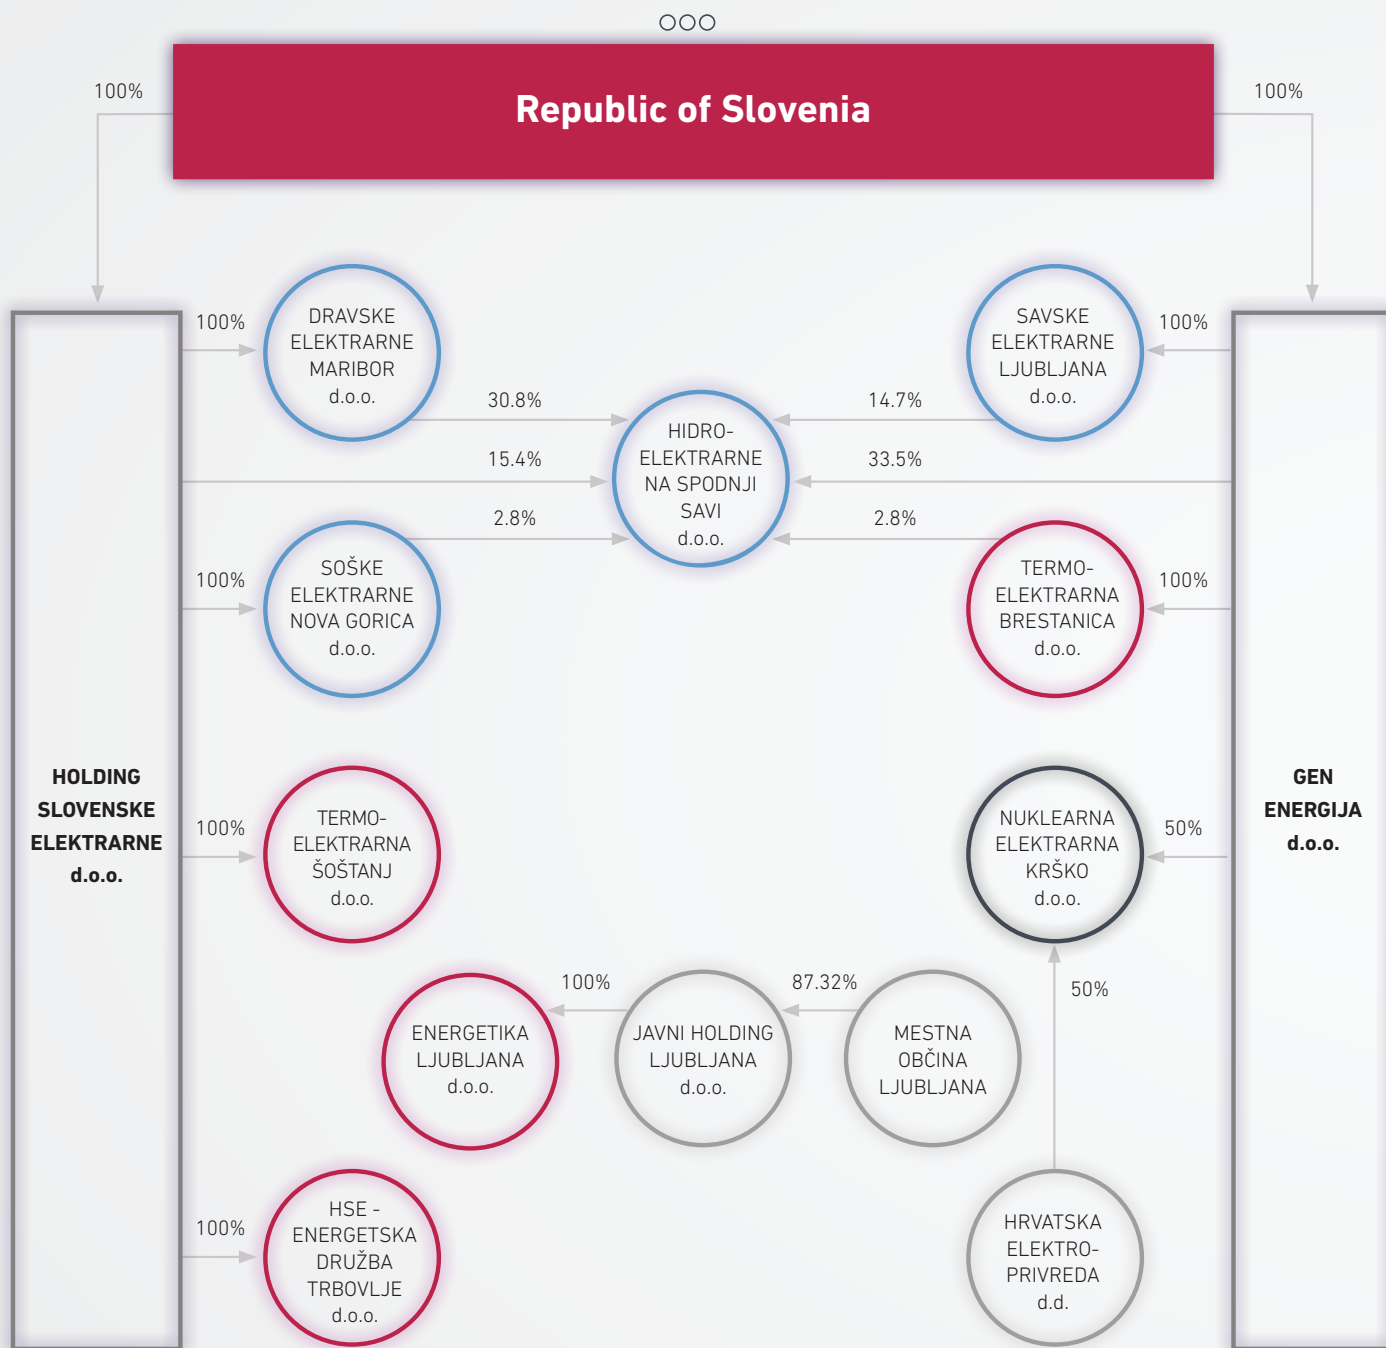 100%
Republic of Slovenia
100%
100%
DRAVSKE
ELEKTRARNE
MARIBOR
d.o.o.
SAVSKE
ELEKTRARNE
LJUBLJANA
d.o.o.
100%
30.8%
14.7%
15.4%
HIDRO-
ELEKTRARNE
NA SPODNJI
SAVI
d.o.o.
33.5%
2.8%
2.8%
100%
SOŠKE
ELEKTRARNE
NOVA GORICA
d.o.o.
TERMO-
ELEKTRARNA
BRESTANICA
d.o.o.
100%
HOLDING
SLOVENSKE
ELEKTRARNE
d.o.o.
100%
TERMO-
ELEKTRARNA
ŠOŠTANJ
d.o.o.
NUKLEARNA
ELEKTRARNA
KRŠKO
d.o.o.
50%
GEN
ENERGIJA
d.o.o.
ENERGETIKA
LJUBLJANA
d.o.o.
100%
JAVNI HOLDING
LJUBLJANA
d.o.o.
87.32%
MESTNA
OBČINA
LJUBLJANA
50%
100%
HSE -
ENERGETSKA
DRUŽBA
TRBOVLJE
d.o.o.
HRVATSKA
ELEKTRO-
PRIVREDA
d.d.